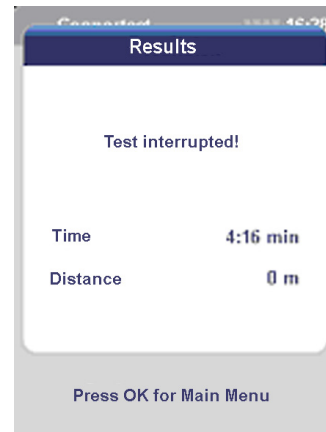 Results
Test interrupted!
Time 4:16 min
Distance 0 m
Press OK for Main Menu